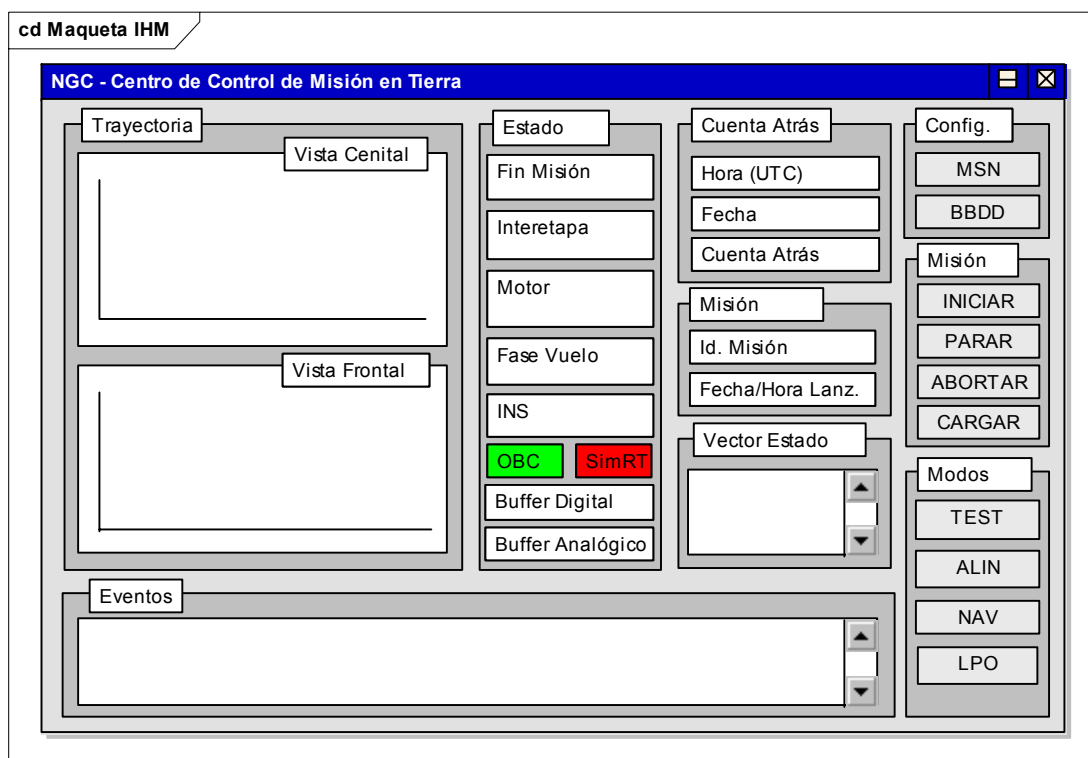 cd Maqueta IHM
NGC - Centro de Control de Misión en Tierra
Trayectoria
Vista Cenital
Vista Frontal
Estado
Fin Misión
Interetapa
Motor
Fase Vuelo
INS
OBC
SimRT
Buffer Digital
Buffer Analógico
Cuenta Atrás
Hora (UTC)
Fecha
Cuenta Atrás
Misión
Id. Misión
Fecha/Hora Lanz.
Vector Estado
Config.
MSN
BBDD
Misión
INICIAR
PARAR
ABORTAR
CARGAR
Modos
TEST
ALIN
NAV
LPO
Eventos